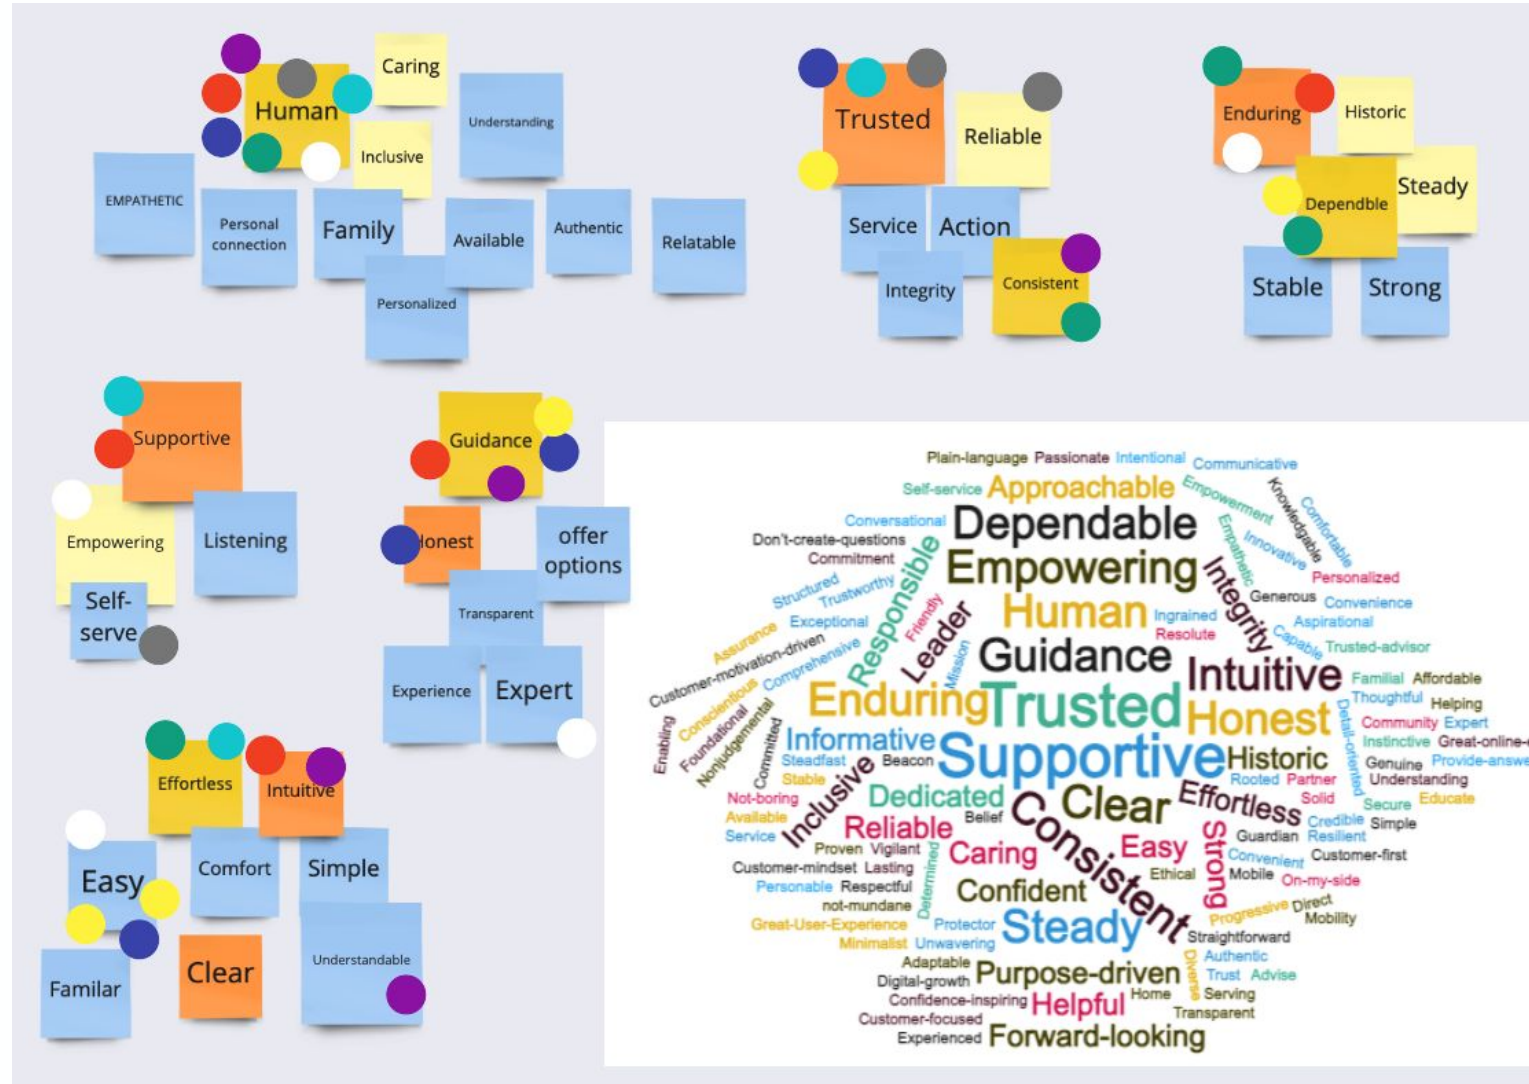 Human
Caring
Inclusive
Understanding
EMPATHETIC
Personal
connection
Family
Personalized
Available
Authentic
Relatable
Trusted
Reliable
Service
Action
Integrity
Consistent
Enduring
Historic
Dependble
Steady
Stable
Strong
Supportive
Empowering
Listening
Self-
serve
Guidance
Honest
offer
options
Transparent
Experience
Expert
Effortless
Intuitive
Easy
Comfort
Simple
Familar
Clear
Understandable
Plain-language Passionate Intentional Communicative
Self-service Approachable Empowerment Knowledgable Comfortable
Conversational Dependable Empathetic Innovative
Don't-create-questions
Commitment Responsible Empowering Integrity Personalized
Structured Trustworthy Friendly Leader Human Ingrained Generous Convenience
Exceptional Resolute Capable Aspirational
Assurance Customer-motivation-driven Comprehensive Mission Guidance Trusted-advisor
Intuitive Familial Affordable
Conscientious Enduring Trusted Honest Thoughtful Helping
Enabling Foundational Nonjudgemental Committed Detail-oriented Community Expert
Informative Supportive Historic Instinctive Great-online-e
Steadfast Beacon Genuine Provide-answe
Stable Inclusive Rooted Partner Understanding
Not-boring Dedicated Clear Effortless Solid Secure Educate
Available Belief Credible Simple
Service Reliable Consistent Strong Guardian Resilient
Proven Vigilant Caring Easy Convenient Customer-first
Customer-mindset Lasting Determined Ethical Mobile On-my-side
Personable Respectful Confident
not-mundane Progressive Direct
Great-User-Experience Protector Steady Mobility
Minimalist Unwavering Straightforward
Adaptable Diverse Authentic
Digital-growth Purpose-driven Trust Advise
Confidence-inspiring Helpful Home Serving
Customer-focused Transparent
Experienced Forward-looking